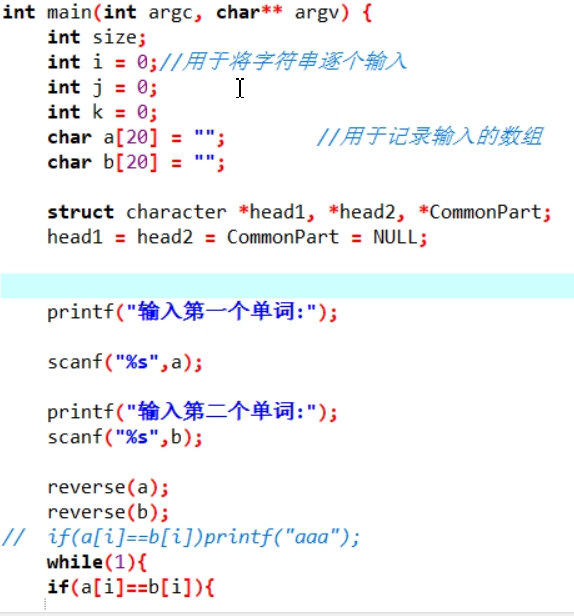 int main(int argc, char** argv) {
int size;
int i = 0;//用于将字符串逐个输入
int j = 0;
int k = 0;
char a[20] = "";          //用于记录输入的数组
char b[20] = "";
struct character *head1, *head2, *CommonPart;
head1 = head2 = CommonPart = NULL;
printf("输入第一个单词:");
scanf("%s",a);
printf("输入第二个单词:");
scanf("%s",b);
reverse(a);
reverse(b);
//  if(a[i]==b[i])printf("aaa");
while(1){
if(a[i]==b[i]){